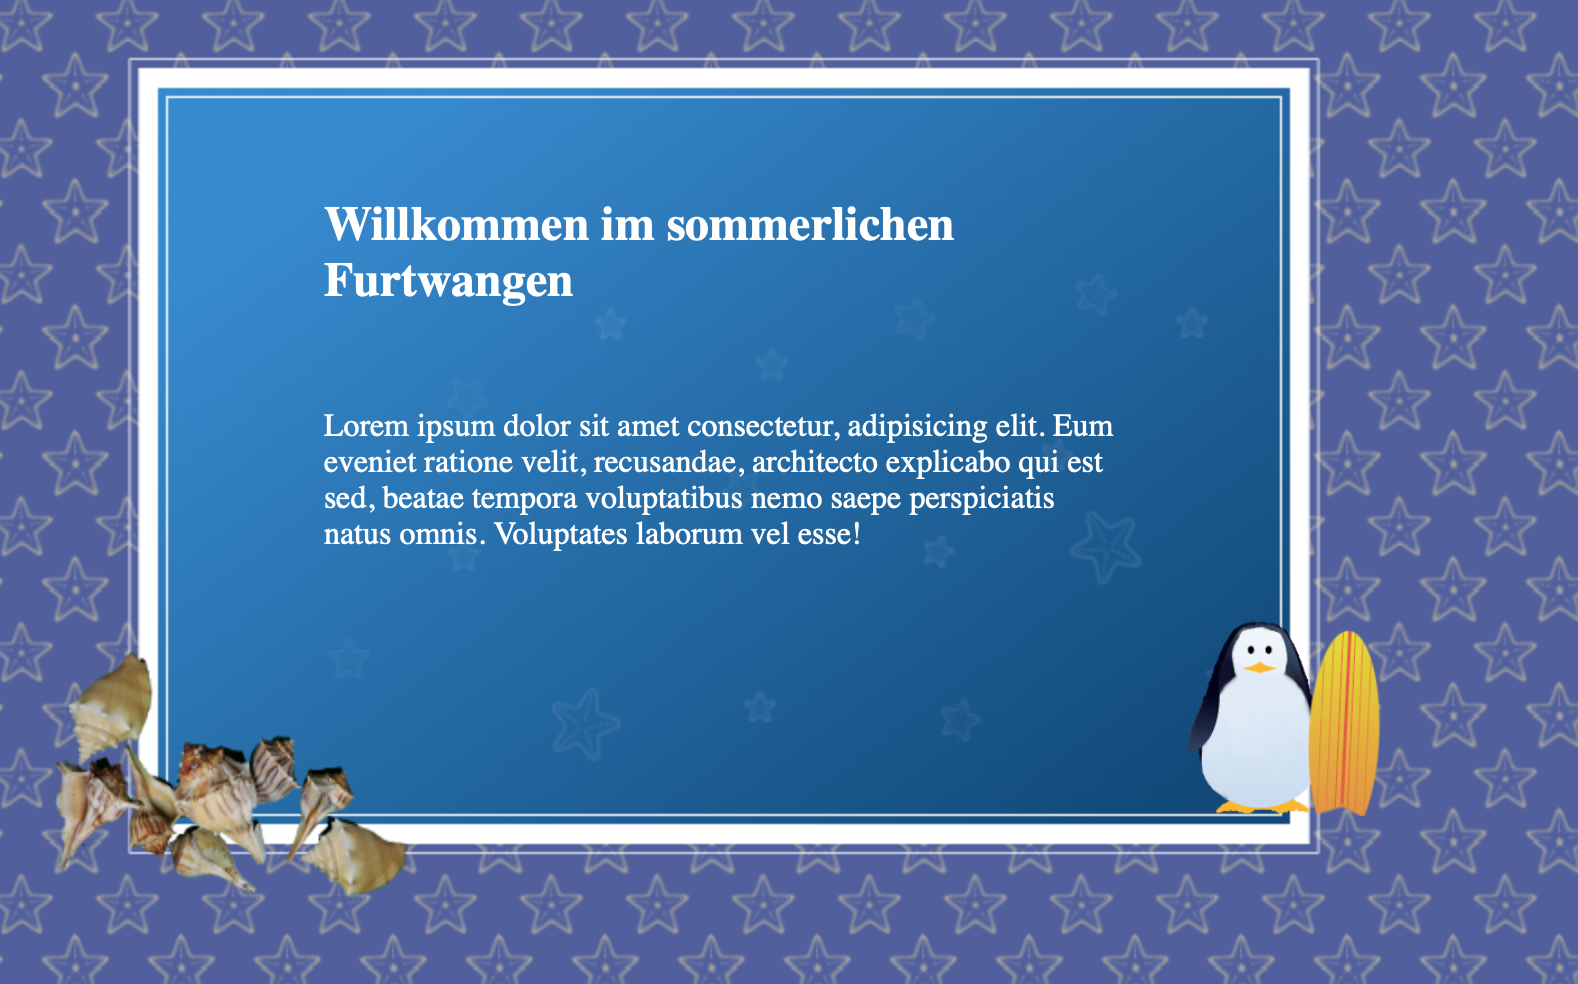 Willkommen im sommerlichen
Furtwangen
Lorem ipsum dolor sit amet consectetur, adipisicing elit. Eum
eveniet ratione velit, recusandae, architecto explicabo qui est
sed, beatae tempora voluptatibus nemo saepe perspiciatis
natus omnis. Voluptates laborum vel esse!